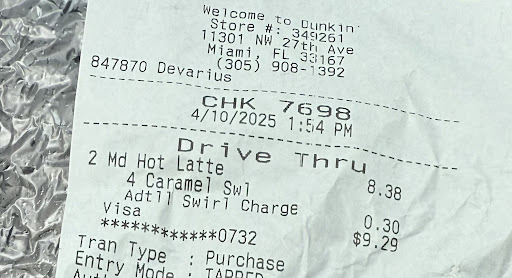 Welcome to Dunkin'
Store #: 349261
11301 NW 27th Ave
Miami, FL 33167
(305) 908-1392
847870 Devarius
CHK 7698
4/10/2025 1:54 PM
Drive Thru
2 Md Hot Latte 8.38
4 Caramel Swl
Adtll Swirl Charge 0.30
Visa $9.29
************0732
Tran Type : Purchase
Entry Mode : TAPPED